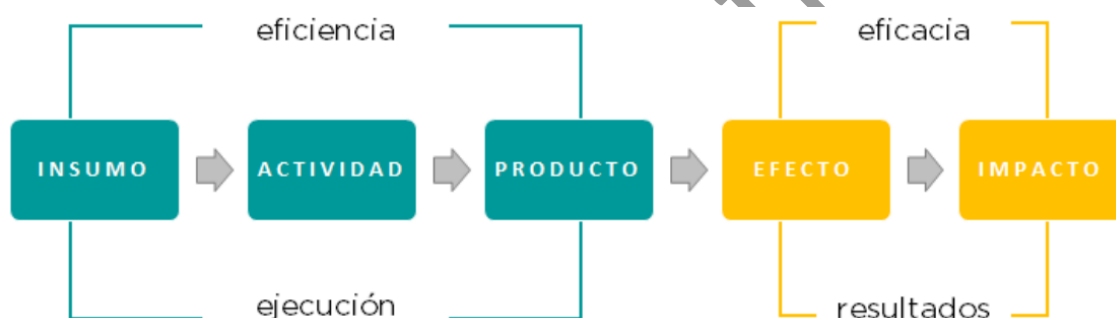 eficiencia
eficacia
INSUMO
ACTIVIDAD
PRODUCTO
EFECTO
IMPACTO
ejecución
resultados